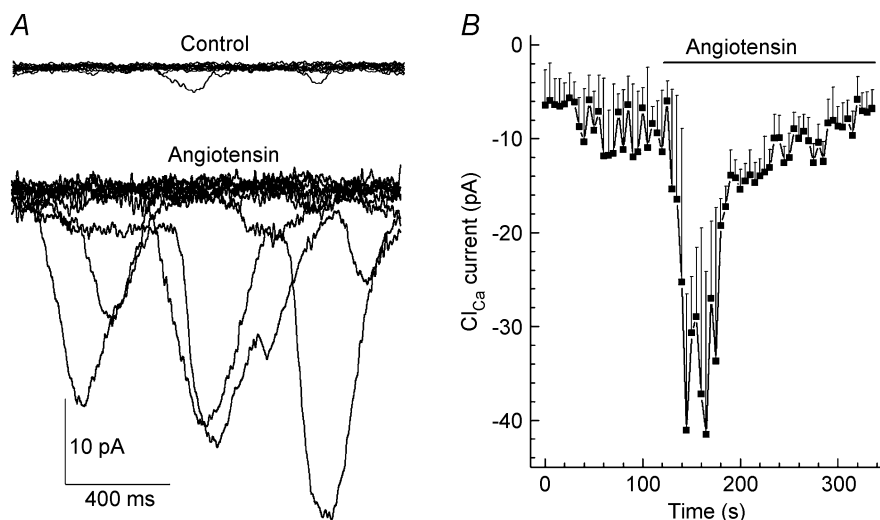 A
Control
Angiotensin
10 pA
400 ms
B
Angiotensin
0
-10
-20
-30
-40
ClCa current (pA)
0
100
200
300
Time (s)